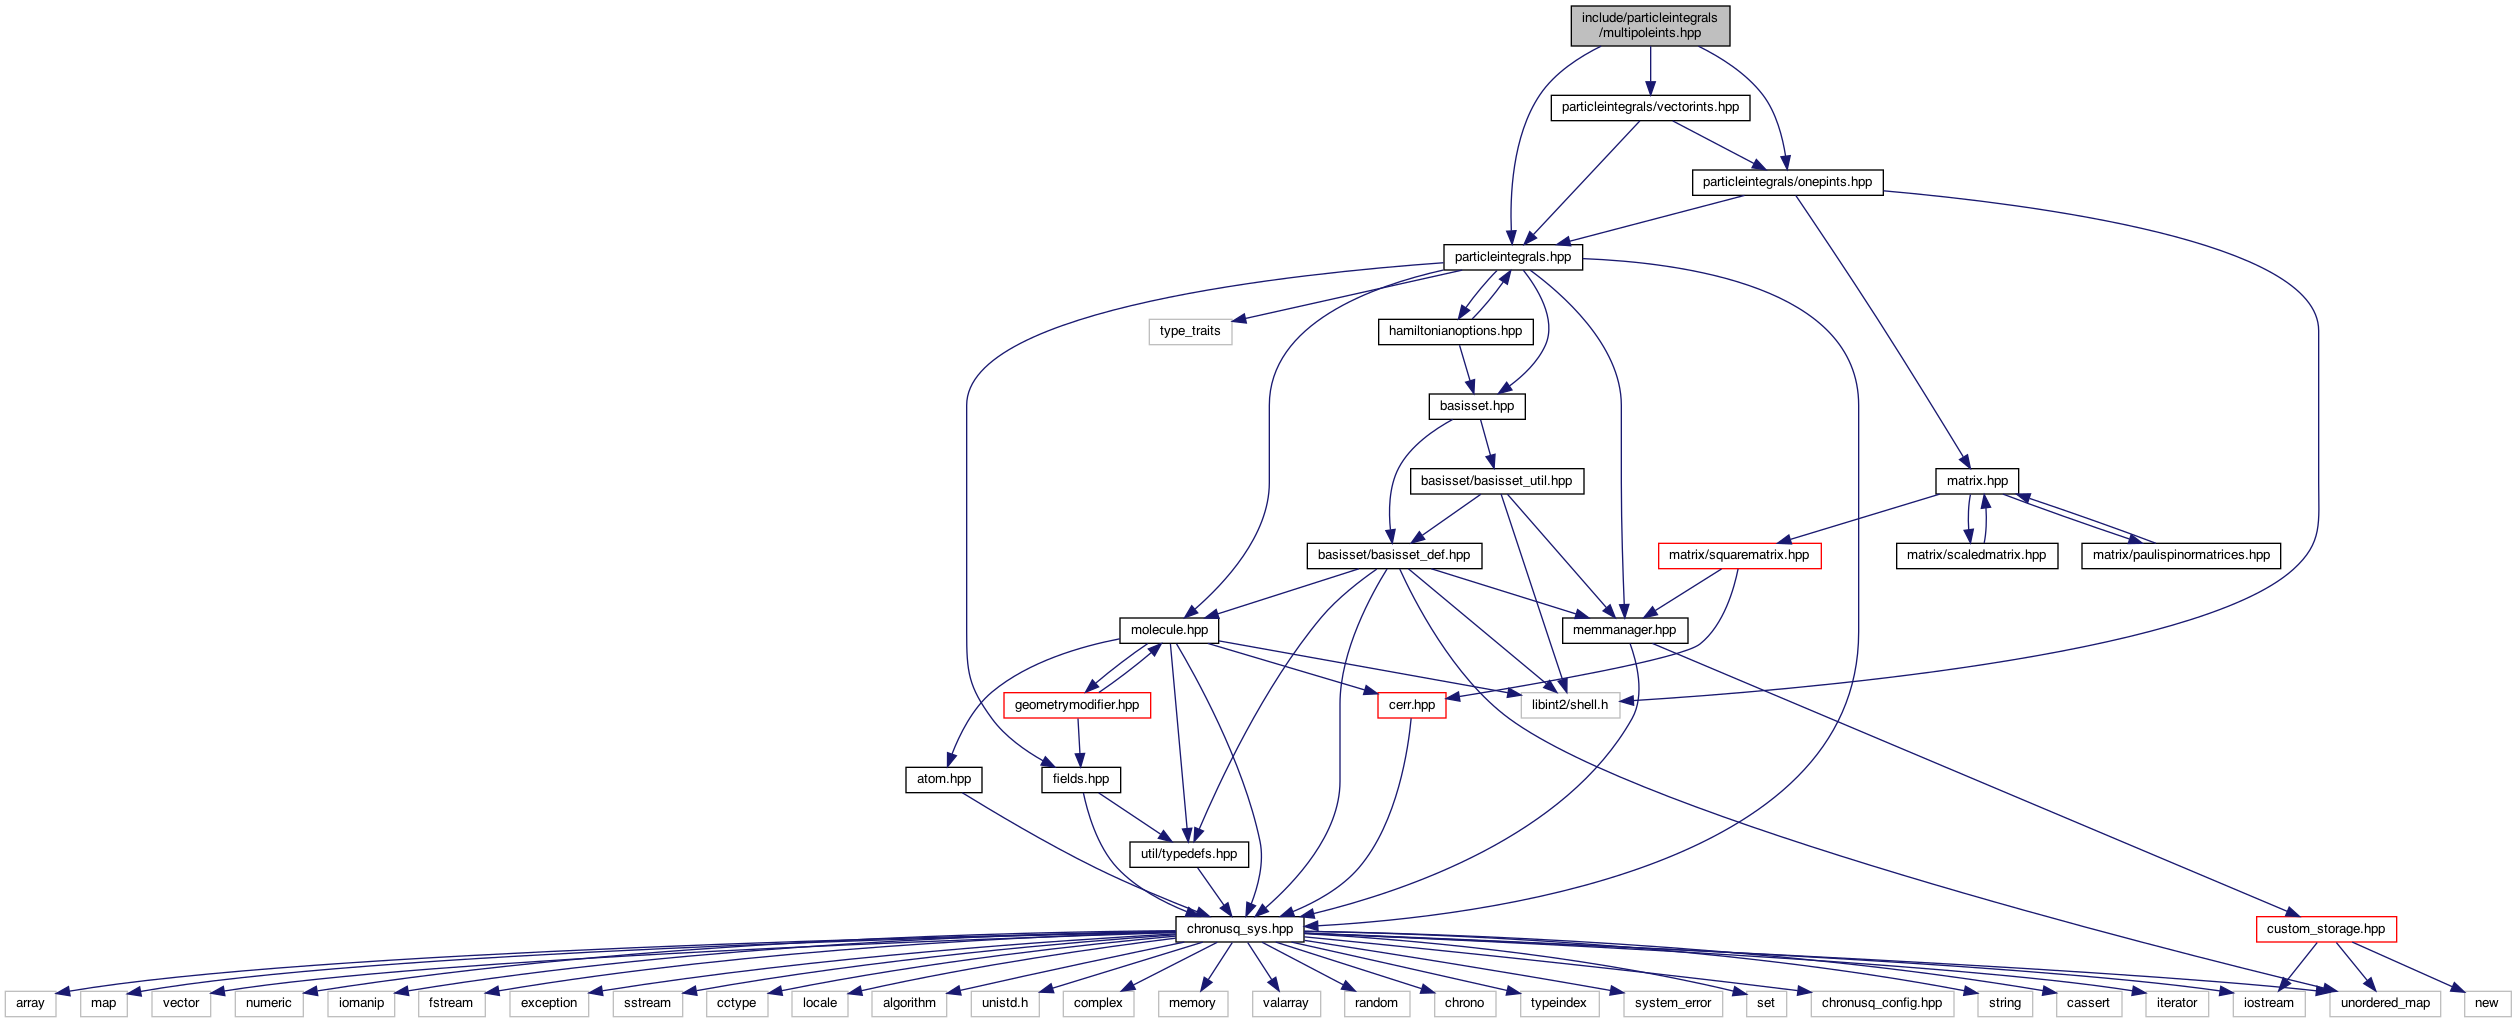 include/particleintegrals
/multipoleints.hpp
particleintegrals/vectorints.hpp
particleintegrals/onepints.hpp
particleintegrals.hpp
type_traits
hamiltonianoptions.hpp
basisset.hpp
basisset/basisset_util.hpp
matrix.hpp
basisset/basisset_def.hpp
matrix/squarematrix.hpp
matrix/scaledmatrix.hpp
matrix/paulispinormatrices.hpp
molecule.hpp
memmanager.hpp
geometrymodifier.hpp
cerr.hpp
libint2/shell.h
atom.hpp
fields.hpp
util/typedefs.hpp
chronusq_sys.hpp
custom_storage.hpp
array
map
vector
numeric
iomanip
fstream
exception
sstream
cctype
locale
algorithm
unistd.h
complex
memory
valarray
random
chrono
typeindex
system_error
set
chronusq_config.hpp
string
cassert
iterator
iostream
unordered_map
new